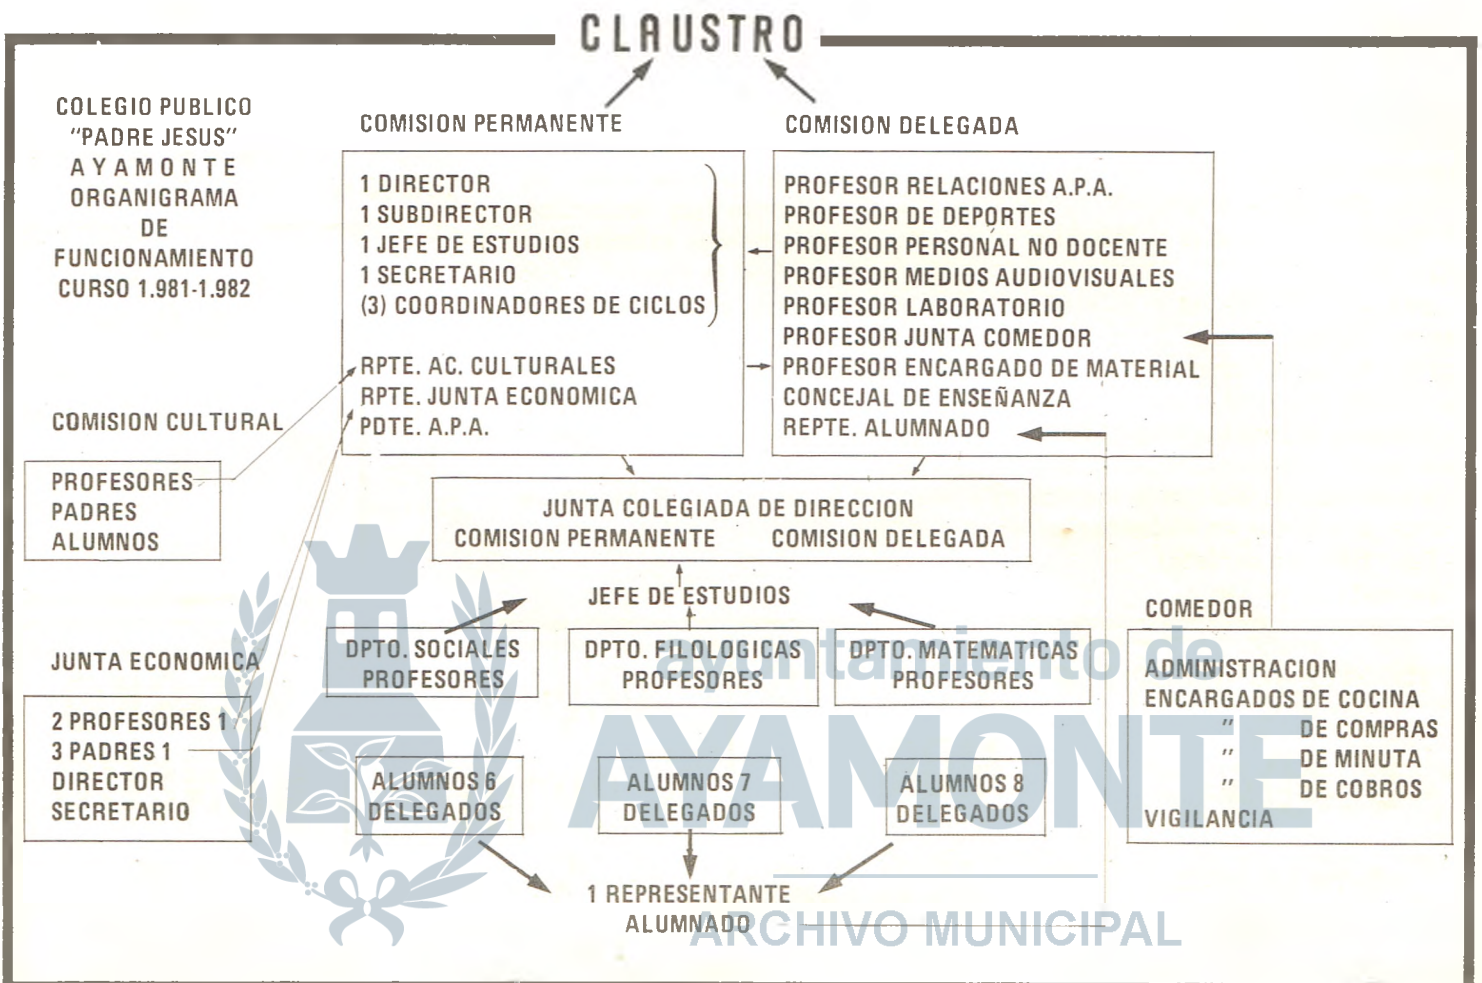 CLAUSTRO
COLEGIO PUBLICO
"PADRE JESUS"
AYAMONTE
ORGANIGRAMA
DE
FUNCIONAMIENTO
CURSO 1.981-1.982
COMISION PERMANENTE
1 DIRECTOR
1 SUBDIRECTOR
1 JEFE DE ESTUDIOS
1 SECRETARIO
(3) COORDINADORES DE CICLOS
RPTE. AC. CULTURALES
RPTE. JUNTA ECONOMICA
PDTE. A.P.A.
COMISION DELEGADA
PROFESOR RELACIONES A.P.A.
PROFESOR DE DEPORTES
PROFESOR PERSONAL NO DOCENTE
PROFESOR MEDIOS AUDIOVISUALES
PROFESOR LABORATORIO
PROFESOR JUNTA COMEDOR
PROFESOR ENCARGADO DE MATERIAL
CONCEJAL DE ENSEÑANZA
REPTE. ALUMNADO
COMISION CULTURAL
PROFESORES
PADRES
ALUMNOS
JUNTA COLEGIADA DE DIRECCION
COMISION PERMANENTE COMISION DELEGADA
JEFE DE ESTUDIOS
DPTO. SOCIALES
PROFESORES
DPTO. FILOLOGICAS
PROFESORES
DPTO. MATEMATICAS
PROFESORES
JUNTA ECONOMICA
2 PROFESORES 1
3 PADRES 1
DIRECTOR
SECRETARIO
ALUMNOS 6
DELEGADOS
ALUMNOS 7
DELEGADOS
ALUMNOS 8
DELEGADOS
1 REPRESENTANTE
ALUMNADO
COMEDOR
ADMINISTRACION
ENCARGADOS DE COCINA
" DE COMPRAS
" DE MINUTA
" DE COBROS
VIGILANCIA
ayuntamiento de
AYAMONTE
ARCHIVO MUNICIPAL